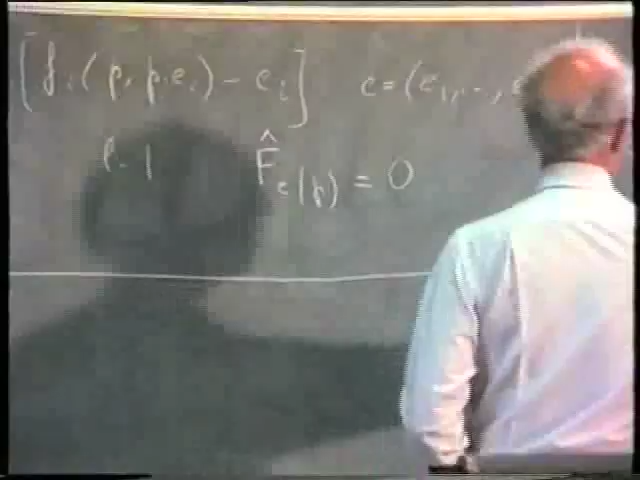 [f_i(p, p·e_i) - e_i] e = (e_1, ..., e
l-1 F̂_e(p) = 0